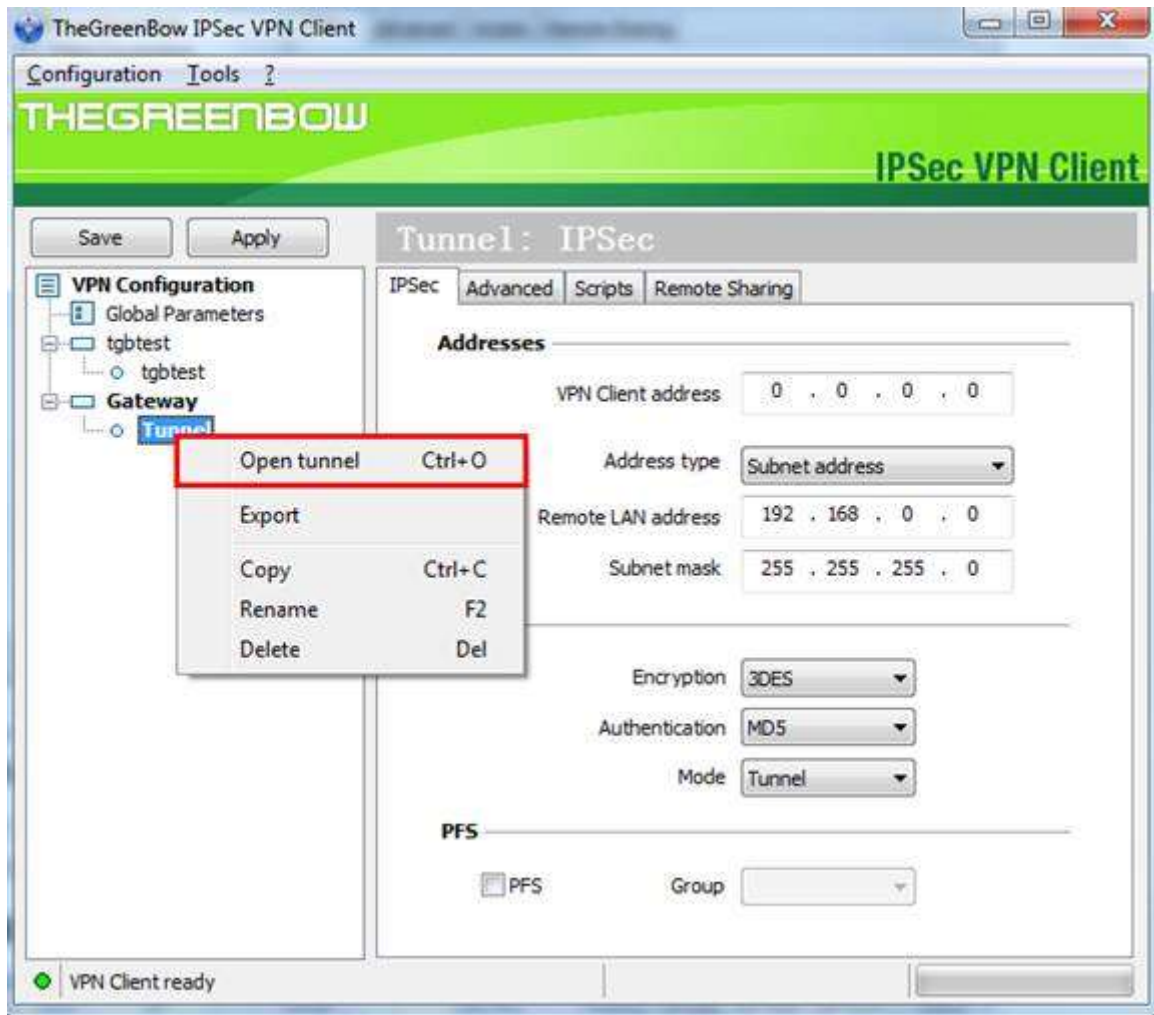 TheGreenBow IPSec VPN Client
Configuration Tools ?
THEGREENBOW
IPSec VPN Client
Save Apply
Tunnel: IPSec
VPN Configuration
Global Parameters
tgbtest
tgbtest
Gateway
Tunnel
Open tunnel Ctrl+O
Export
Copy Ctrl+C
Rename F2
Delete Del
IPSec Advanced Scripts Remote Sharing
Addresses
VPN Client address 0 . 0 . 0 . 0
Address type Subnet address
Remote LAN address 192 . 168 . 0 . 0
Subnet mask 255 . 255 . 255 . 0
Encryption 3DES
Authentication MD5
Mode Tunnel
PFS
PFS Group
VPN Client ready